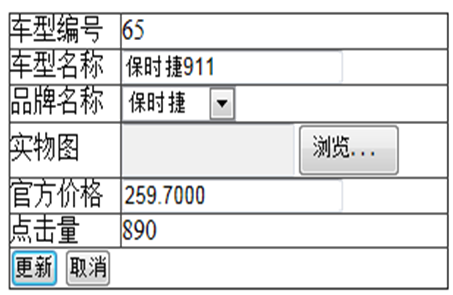 车型编号 65
车型名称 保时捷911
品牌名称 保时捷
实物图 浏览...
官方价格 259.7000
点击量 890
更新 取消